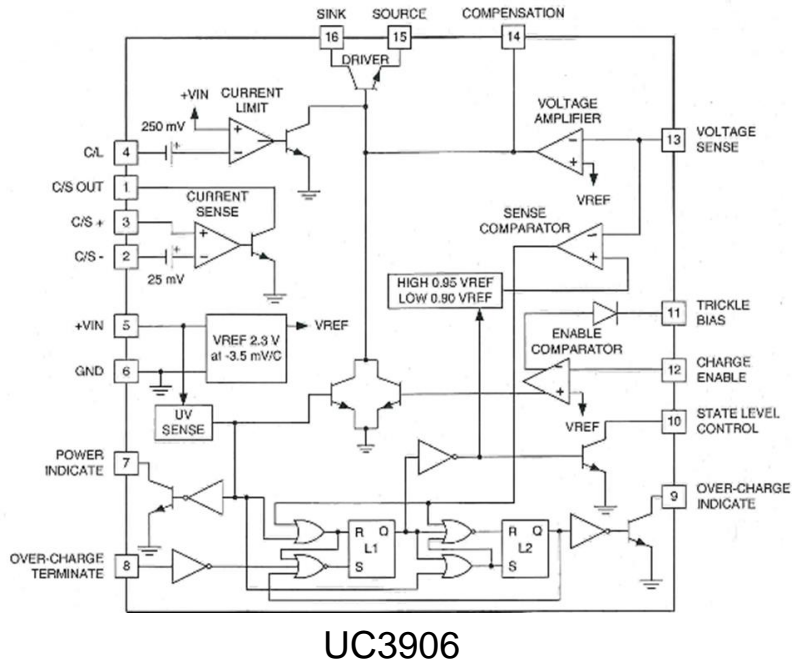 SINK SOURCE COMPENSATION
16 15 14
DRIVER
+VIN CURRENT
LIMIT
250 mV
C/L 4
+
−
VOLTAGE
AMPLIFIER
−
+
13 VOLTAGE
SENSE
VREF
C/S OUT 1
CURRENT
SENSE
C/S + 3
+
C/S - 2
−
25 mV
SENSE
COMPARATOR
−
+
HIGH 0.95 VREF
LOW 0.90 VREF
+VIN 5
VREF 2.3 V
at -3.5 mV/C
VREF
GND 6
11 TRICKLE
BIAS
ENABLE
COMPARATOR
−
+
12 CHARGE
ENABLE
VREF
UV
SENSE
10 STATE LEVEL
CONTROL
POWER
INDICATE 7
9 OVER-CHARGE
INDICATE
R Q
L1
S
R Q
L2
S
OVER-CHARGE
TERMINATE 8
UC3906